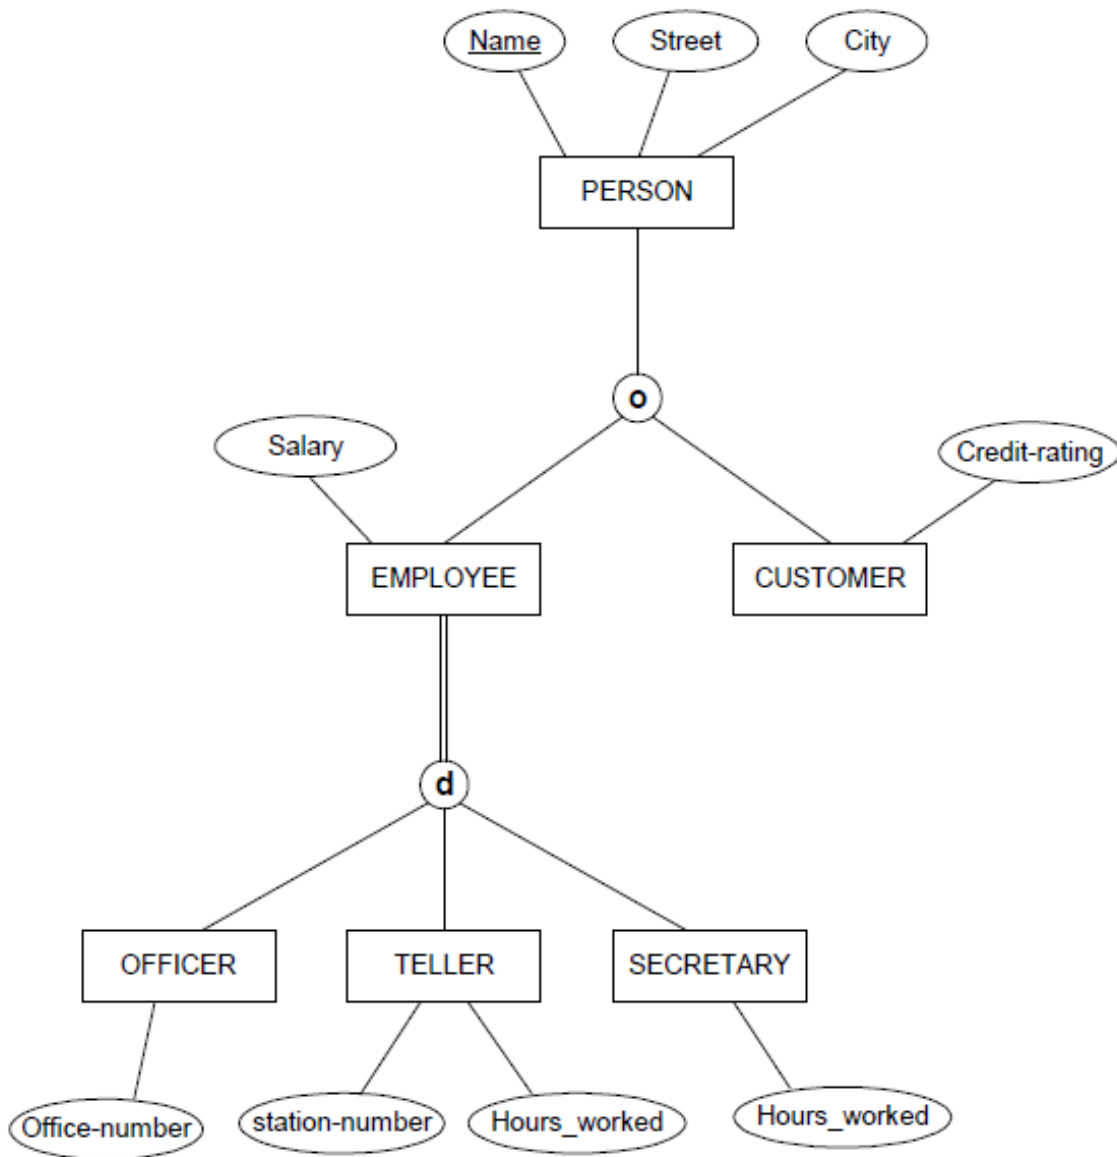 Name
Street
City
PERSON
o
Salary
Credit-rating
EMPLOYEE
CUSTOMER
d
OFFICER
TELLER
SECRETARY
Office-number
station-number
Hours_worked
Hours_worked